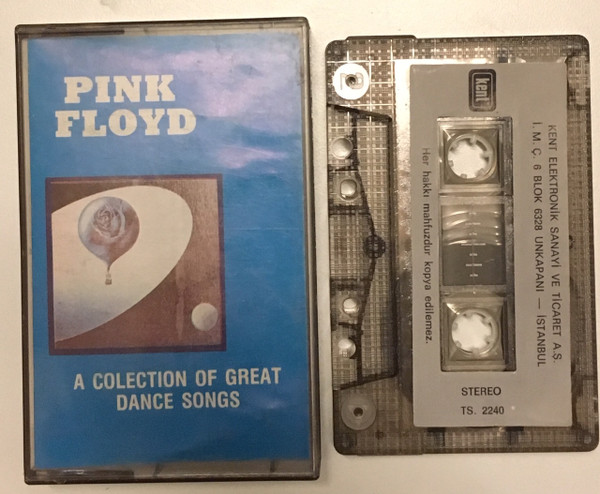 PINK
FLOYD
A COLECTION OF GREAT
DANCE SONGS
kent
KENT ELEKTRONİK SANAYİ VE TİCARET A.Ş.
İ. M. Ç. 6 BLOK 6328 UNKAPANI — İSTANBUL
Her hakkı mahfuzdur kopya edilemez.
STEREO
TS. 2240